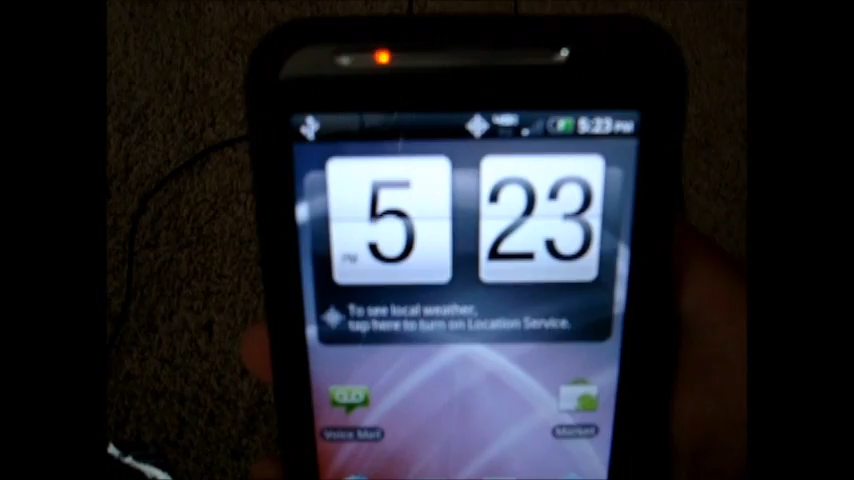 5:23 PM
5 23
PM
To see local weather,
tap here to turn on Location Service.
Voice Mail
Market